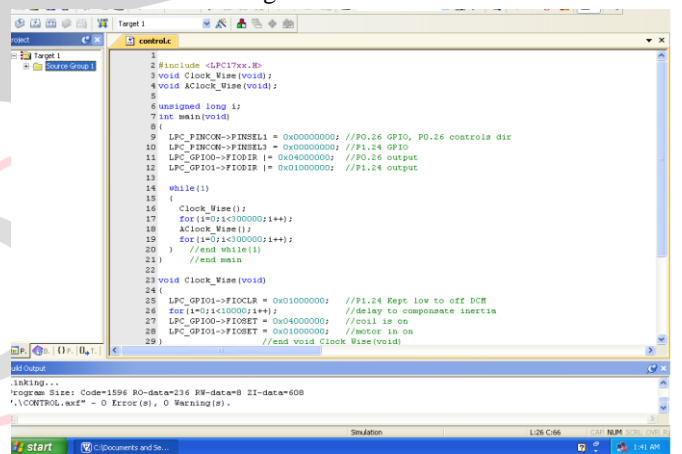 Target 1
roject
control.c
Target 1
Source Group 1
1
2 #include <LPC17xx.H>
3 void Clock_Wise(void);
4 void AClock_Wise(void);
5
6 unsigned long i;
7 int main(void)
8 {
9 LPC_PINCON->PINSEL1 = 0x00000000; //P0.26 GPIO, P0.26 controls dir
10 LPC_PINCON->PINSEL3 = 0x00000000; //P1.24 GPIO
11 LPC_GPIO0->FIODIR |= 0x04000000; //P0.26 output
12 LPC_GPIO1->FIODIR |= 0x01000000; //P1.24 output
13
14 while(1)
15 {
16 Clock_Wise();
17 for(i=0;i<300000;i++);
18 AClock_Wise();
19 for(i=0;i<300000;i++);
20 } //end while(1)
21 } //end main
22
23 void Clock_Wise(void)
24 {
25 LPC_GPIO1->FIOCLR = 0x01000000; //P1.24 Kept low to off DCM
26 for(i=0;i<10000;i++); //delay to componsate inertia
27 LPC_GPIO0->FIOSET = 0x04000000; //coil is on
28 LPC_GPIO1->FIOSET = 0x01000000; //motor in on
29 } //end void Clock_Wise(void)
P. B. {} F. 0+ T.
uild Output
linking...
Program Size: Code=1596 RO-data=236 RW-data=8 ZI-data=608
".\CONTROL.axf" - 0 Error(s), 0 Warning(s).
Simulation L:26 C:66 CAP NUM SCRL OVR R
start C:\Documents and Se... 1:41 AM